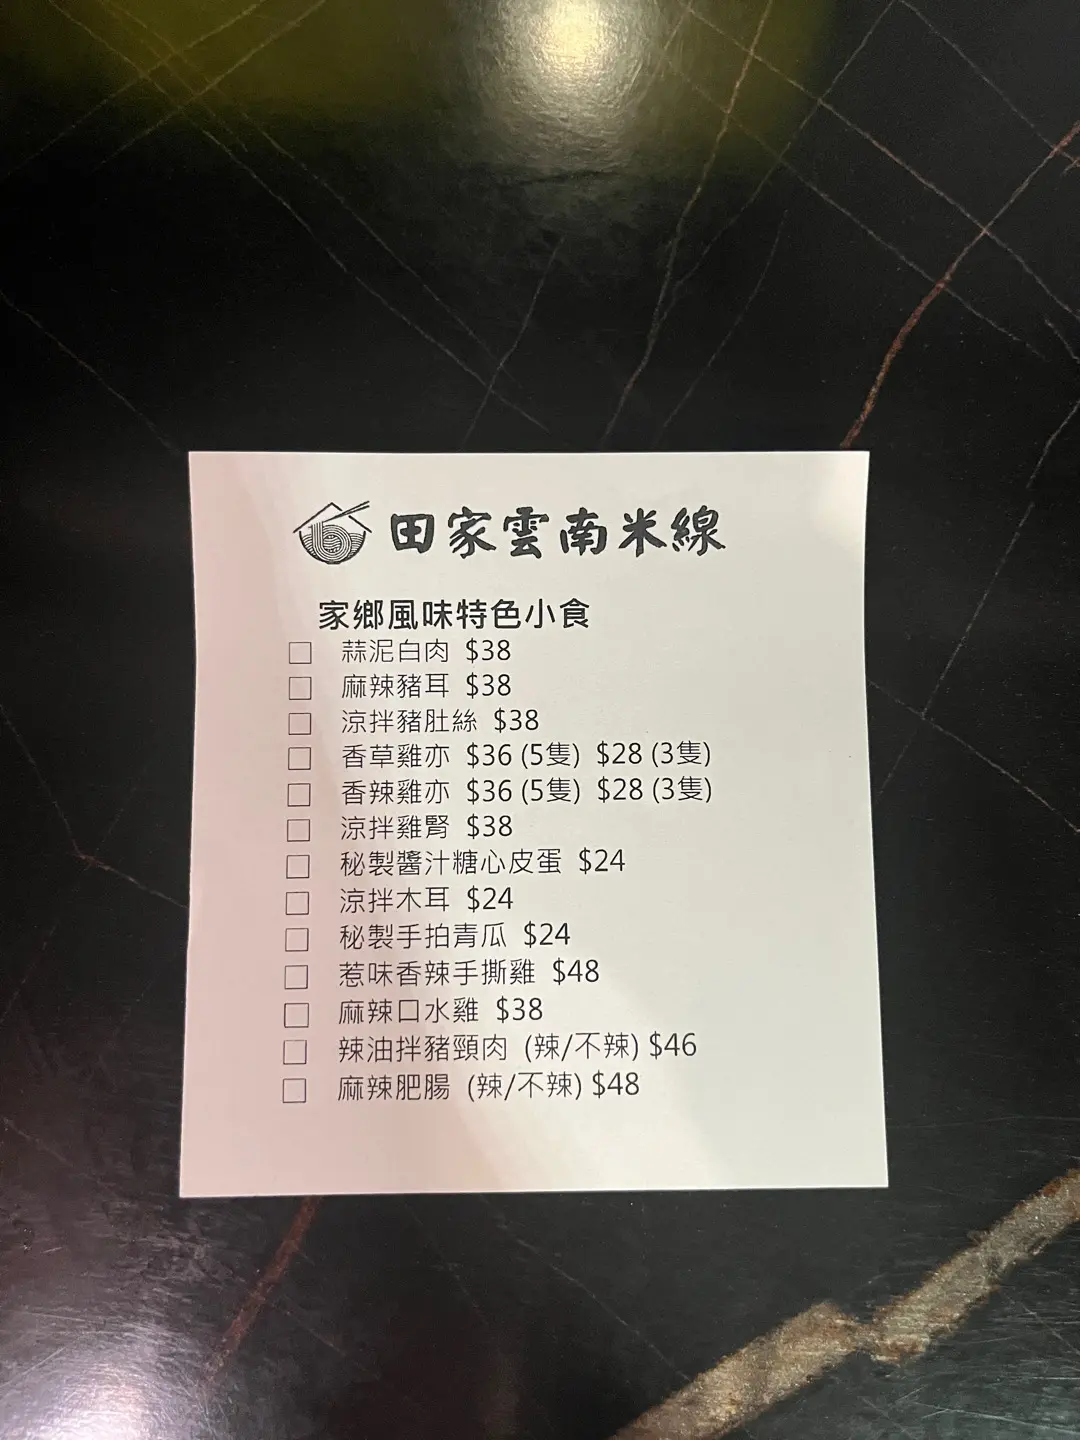 田家雲南米線
家鄉風味特色小食
□ 蒜泥白肉 $38
□ 麻辣豬耳 $38
□ 涼拌豬肚絲 $38
□ 香草雞亦 $36 (5隻) $28 (3隻)
□ 香辣雞亦 $36 (5隻) $28 (3隻)
□ 涼拌雞腎 $38
□ 秘製醬汁糖心皮蛋 $24
□ 涼拌木耳 $24
□ 秘製手拍青瓜 $24
□ 惹味香辣手撕雞 $48
□ 麻辣口水雞 $38
□ 辣油拌豬頸肉 (辣/不辣) $46
□ 麻辣肥腸 (辣/不辣) $48